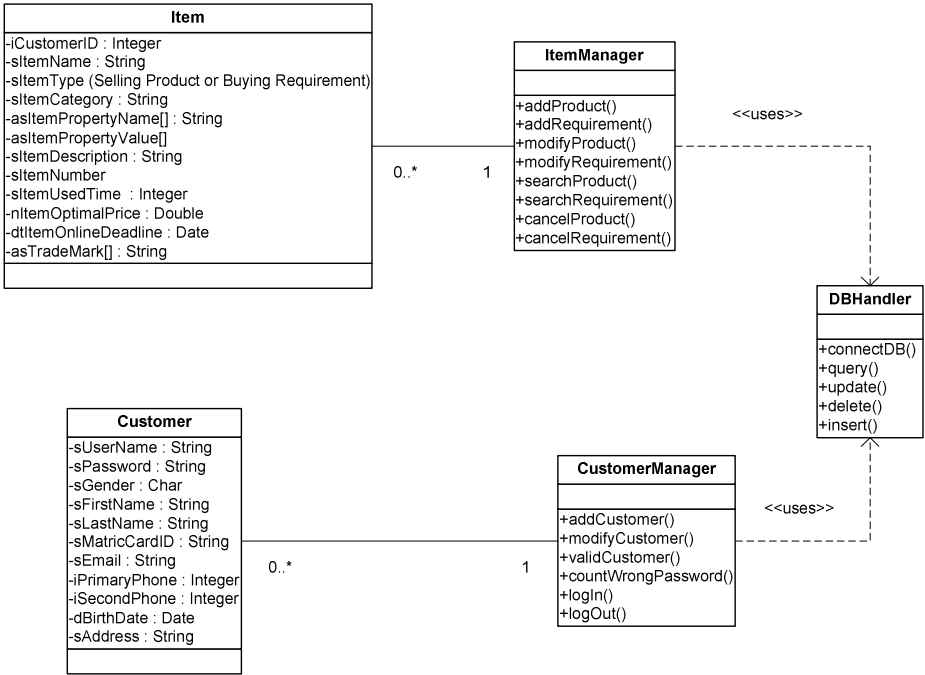 Item
-iCustomerID : Integer
-sItemName : String
-sItemType (Selling Product or Buying Requirement)
-sItemCategory : String
-asItemPropertyName[] : String
-asItemPropertyValue[]
-sItemDescription : String
-sItemNumber
-sItemUsedTime : Integer
-nItemOptimalPrice : Double
-dtItemOnlineDeadline : Date
-asTradeMark[] : String
0..*
1
ItemManager
+addProduct()
+addRequirement()
+modifyProduct()
+modifyRequirement()
+searchProduct()
+searchRequirement()
+cancelProduct()
+cancelRequirement()
<<uses>>
DBHandler
+connectDB()
+query()
+update()
+delete()
+insert()
Customer
-sUserName : String
-sPassword : String
-sGender : Char
-sFirstName : String
-sLastName : String
-sMatricCardID : String
-sEmail : String
-iPrimaryPhone : Integer
-iSecondPhone : Integer
-dBirthDate : Date
-sAddress : String
0..*
1
CustomerManager
+addCustomer()
+modifyCustomer()
+validCustomer()
+countWrongPassword()
+logIn()
+logOut()
<<uses>>